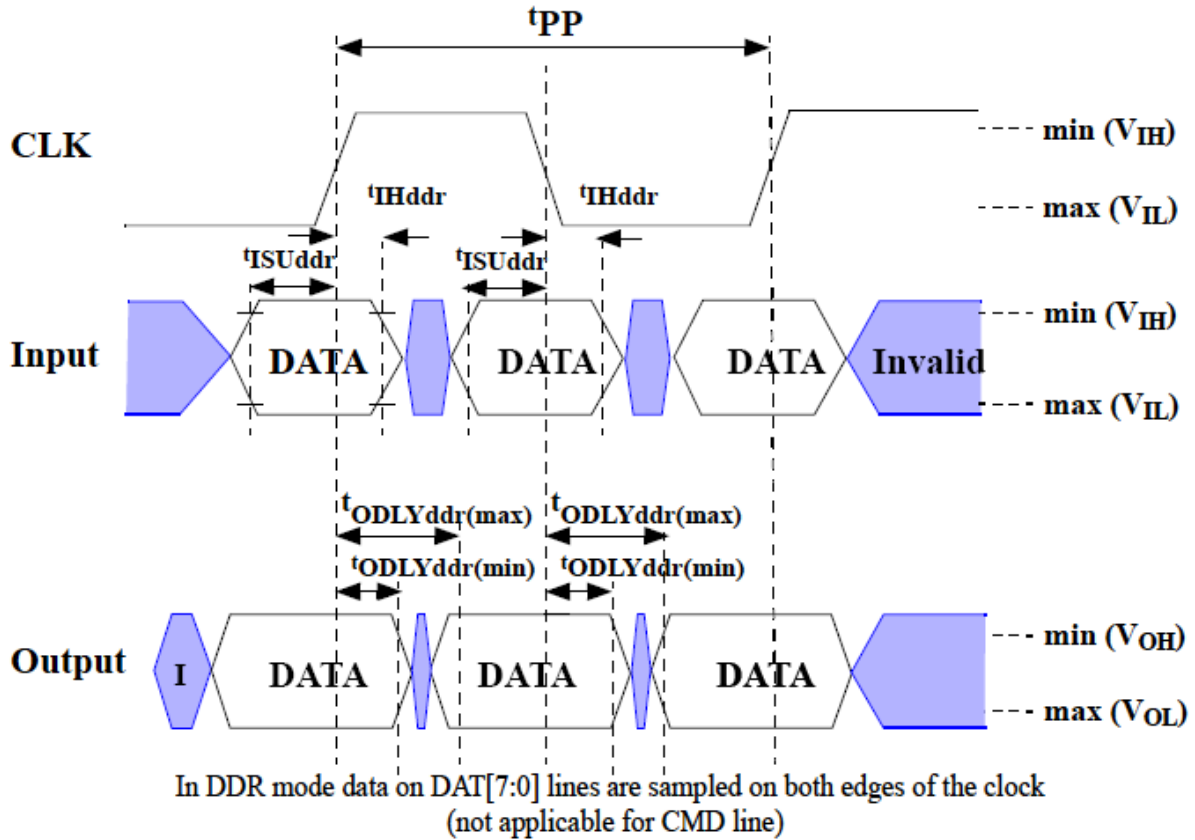 tPP
CLK
min (VIH)
max (VIL)
tIHddr
tIHddr
tISUddr
tISUddr
Input
DATA
DATA
DATA
Invalid
min (VIH)
max (VIL)
tODLYddr(max)
tODLYddr(max)
tODLYddr(min)
tODLYddr(min)
Output
I
DATA
DATA
DATA
min (VOH)
max (VOL)
In DDR mode data on DAT[7:0] lines are sampled on both edges of the clock
(not applicable for CMD line)